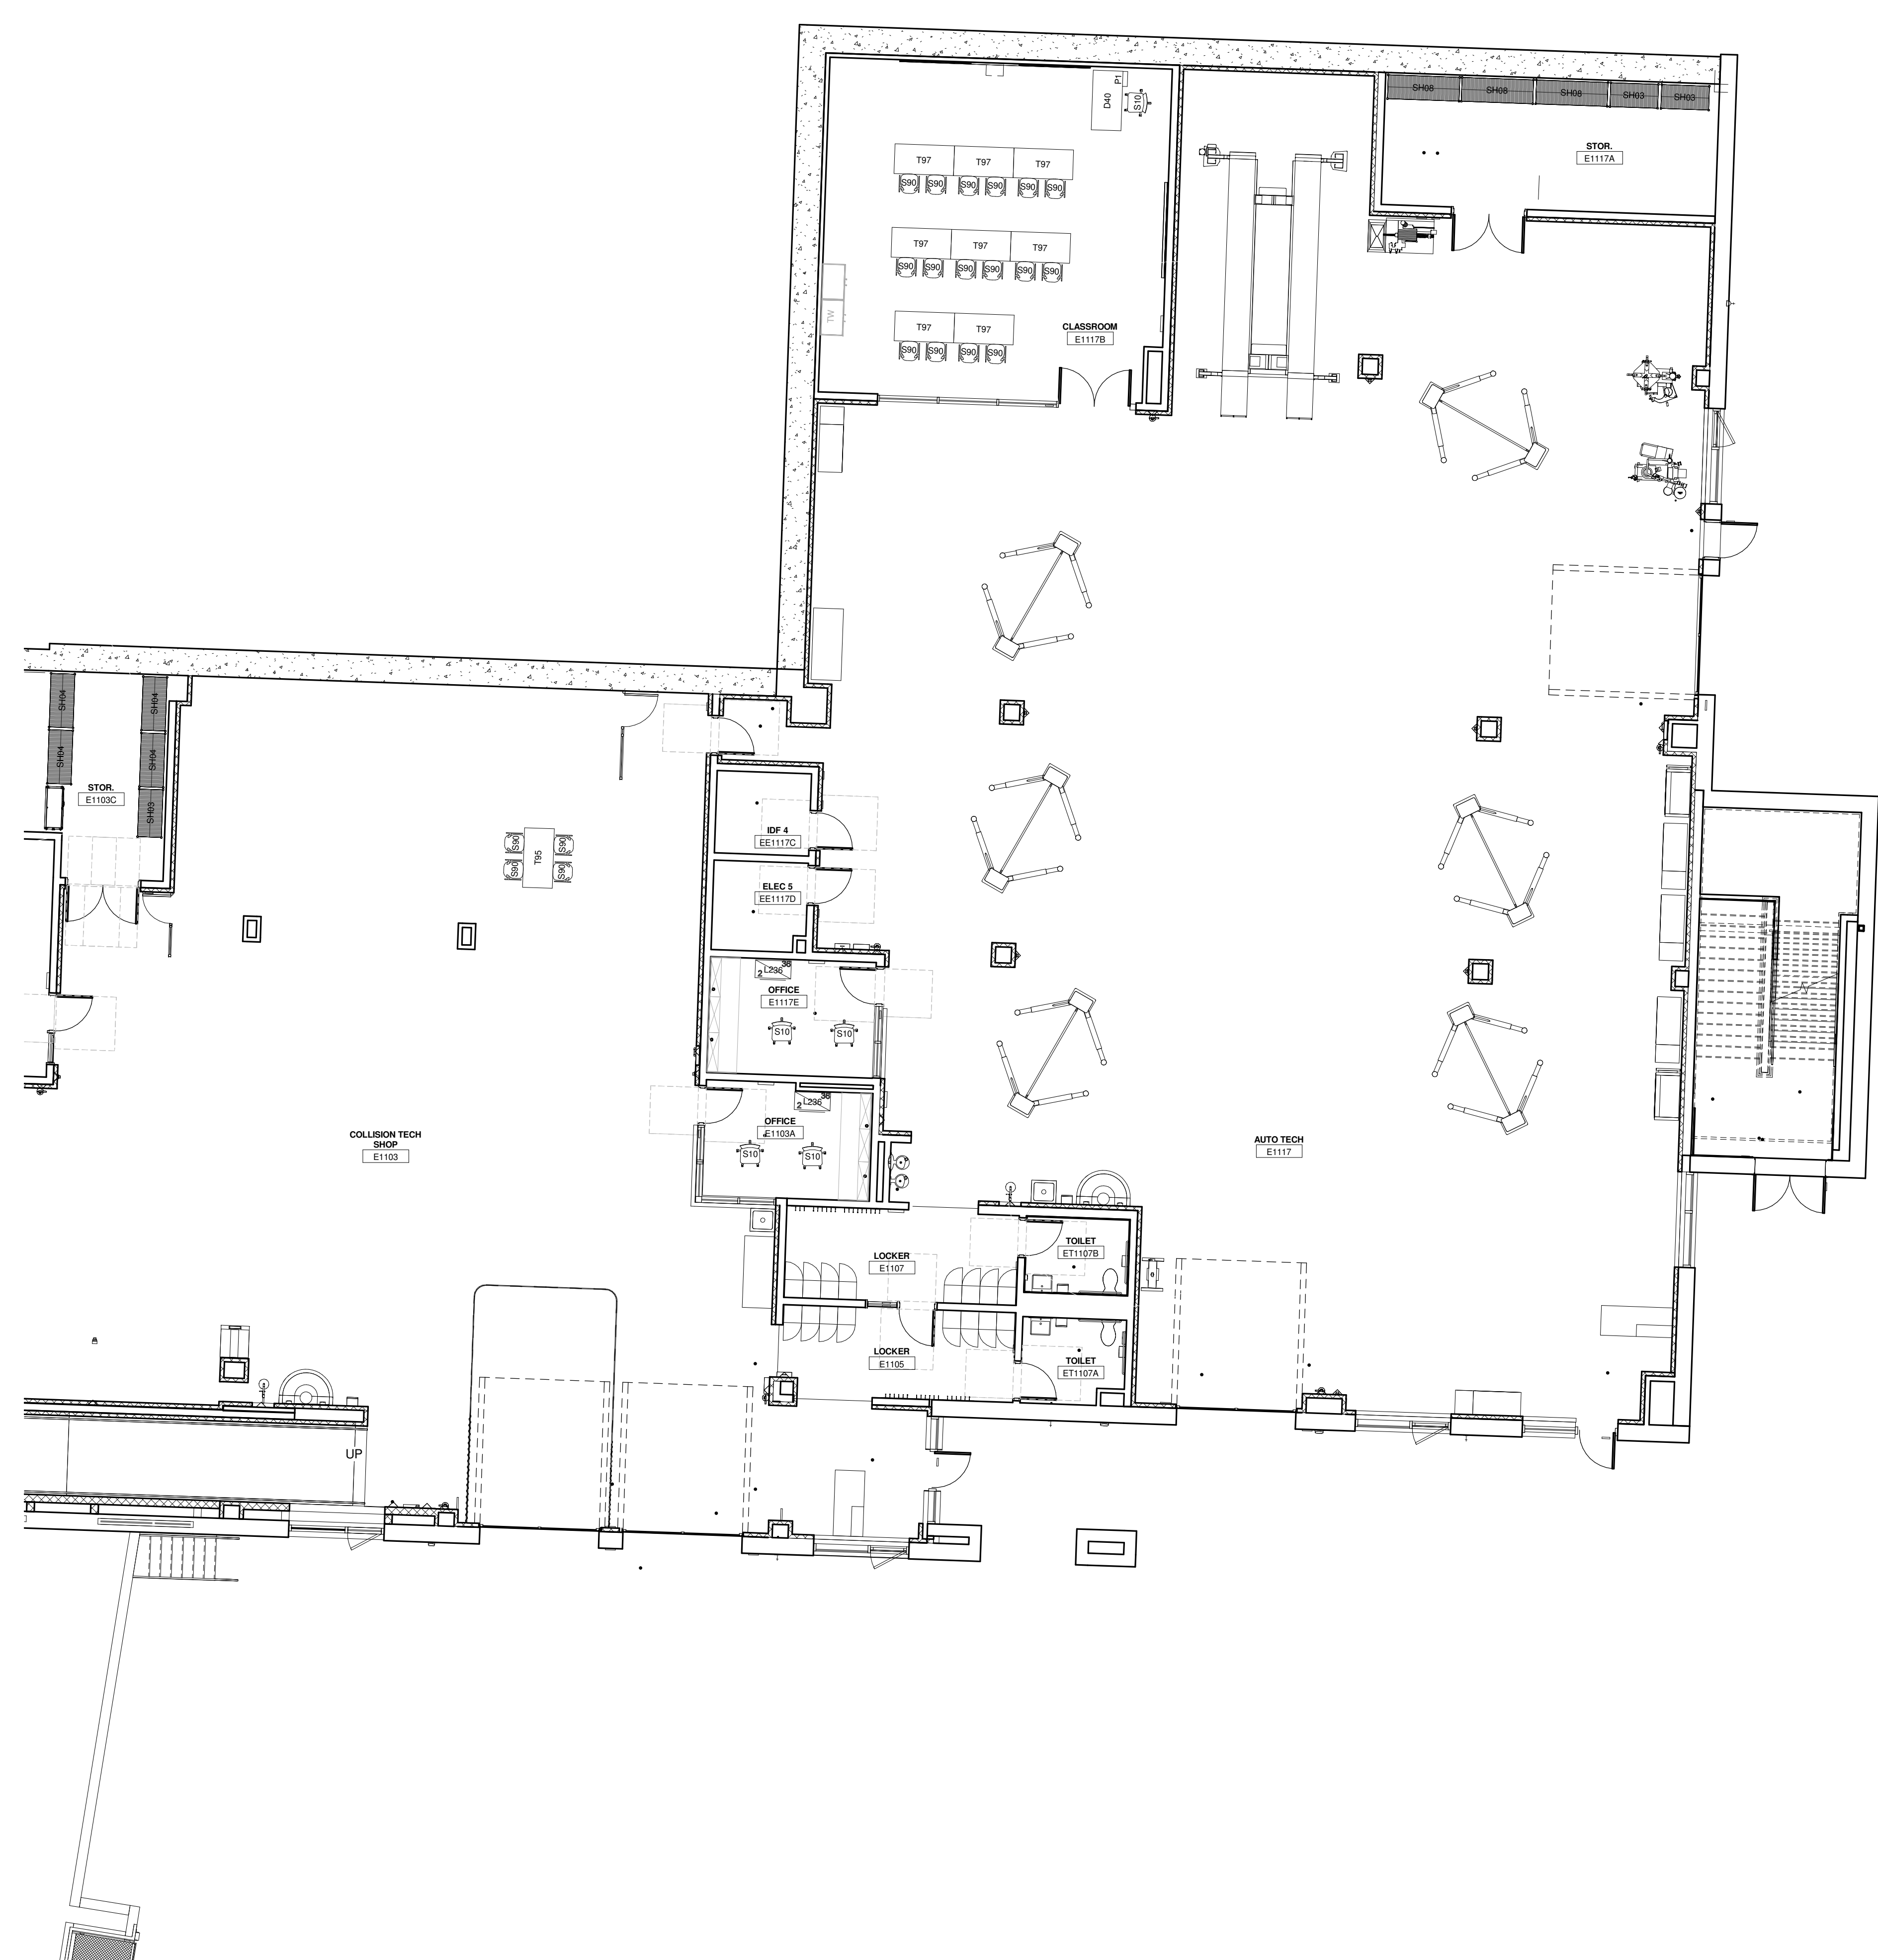 P1
D40
S10
SH08
SH08
SH08
SH03
SH03
STOR.
E1117A
T97
T97
T97
S90
S90
S90
S90
S90
S90
T97
T97
T97
S90
S90
S90
S90
S90
S90
TW
T97
T97
S90
S90
S90
S90
CLASSROOM
E1117B
SH04
SH04
SH04
SH04
SH03
STOR.
E1103C
S90
S90
T95
S90
S90
IDF 4
EE1117C
ELEC 5
EE1117D
36
L236
2
OFFICE
E1117E
S10
S10
36
L236
2
OFFICE
E1103A
S10
S10
COLLISION TECH
SHOP
E1103
AUTO TECH
E1117
LOCKER
E1107
TOILET
ET1107B
LOCKER
E1105
TOILET
ET1107A
UP